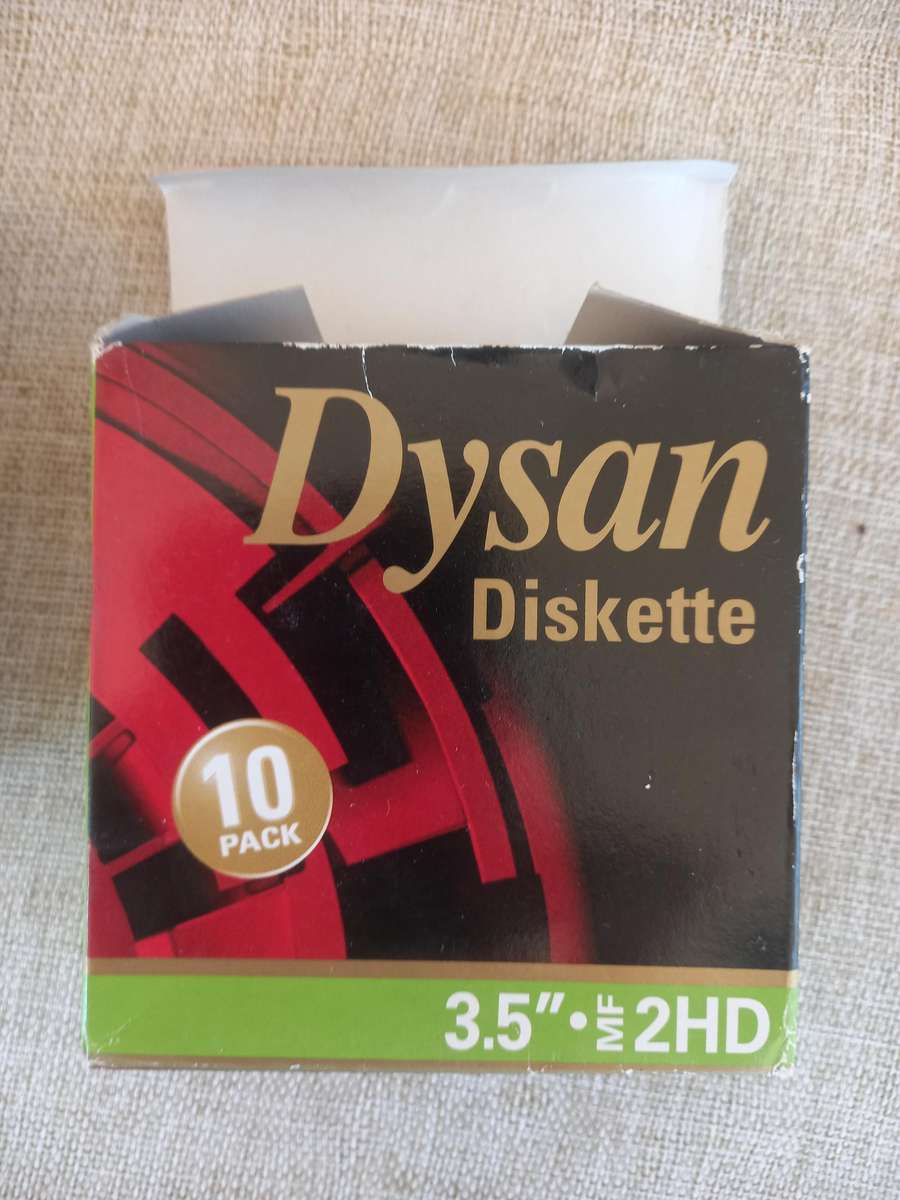 Dysan
Diskette
10
PACK
3.5″ • MF 2HD